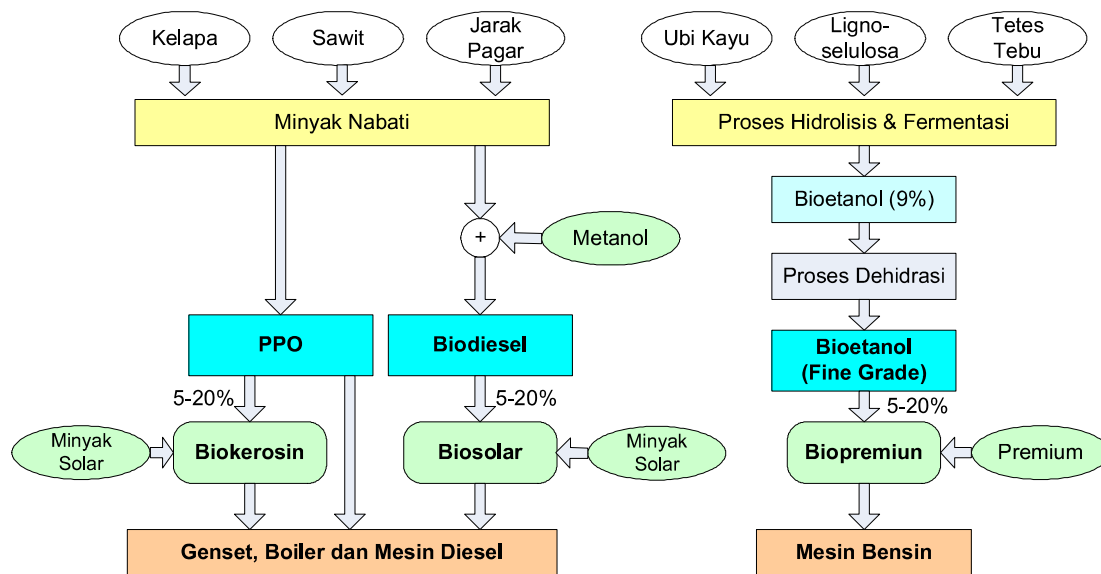 Kelapa
Sawit
Jarak
Pagar
Ubi Kayu
Ligno-
selulosa
Tetes
Tebu
Minyak Nabati
Proses Hidrolisis & Fermentasi
Bioetanol (9%)
+
Metanol
Proses Dehidrasi
PPO
Biodiesel
Bioetanol
(Fine Grade)
5-20%
5-20%
5-20%
Minyak
Solar
Biokerosin
Biosolar
Minyak
Solar
Biopremiun
Premium
Genset, Boiler dan Mesin Diesel
Mesin Bensin